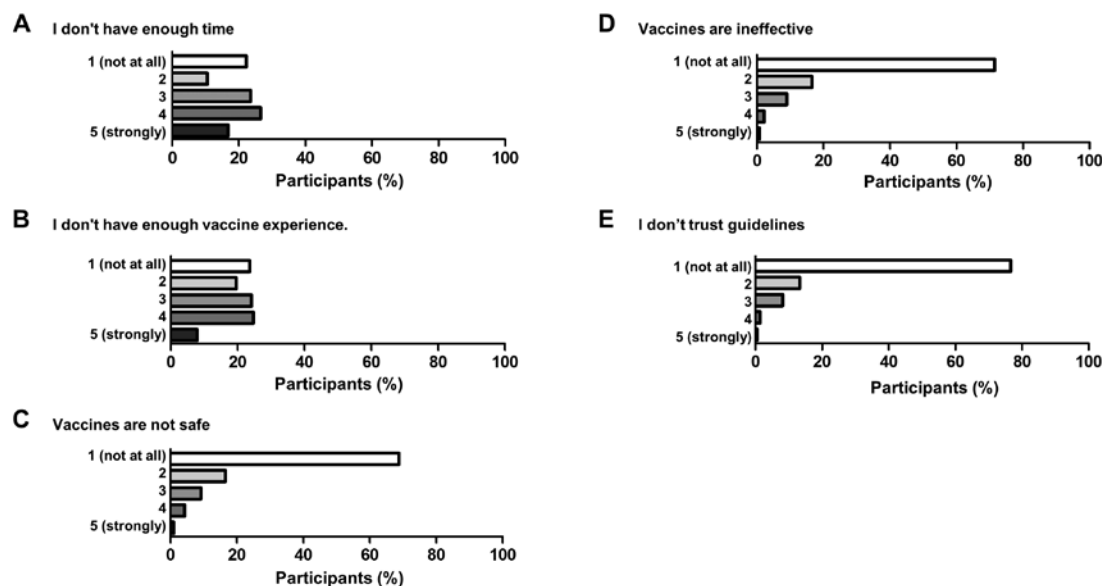 A I don't have enough time
1 (not at all)
2
3
4
5 (strongly)
0 20 40 60 80 100
Participants (%)
B I don't have enough vaccine experience.
1 (not at all)
2
3
4
5 (strongly)
0 20 40 60 80 100
Participants (%)
C Vaccines are not safe
1 (not at all)
2
3
4
5 (strongly)
0 20 40 60 80 100
Participants (%)
D Vaccines are ineffective
1 (not at all)
2
3
4
5 (strongly)
0 20 40 60 80 100
Participants (%)
E I don't trust guidelines
1 (not at all)
2
3
4
5 (strongly)
0 20 40 60 80 100
Participants (%)